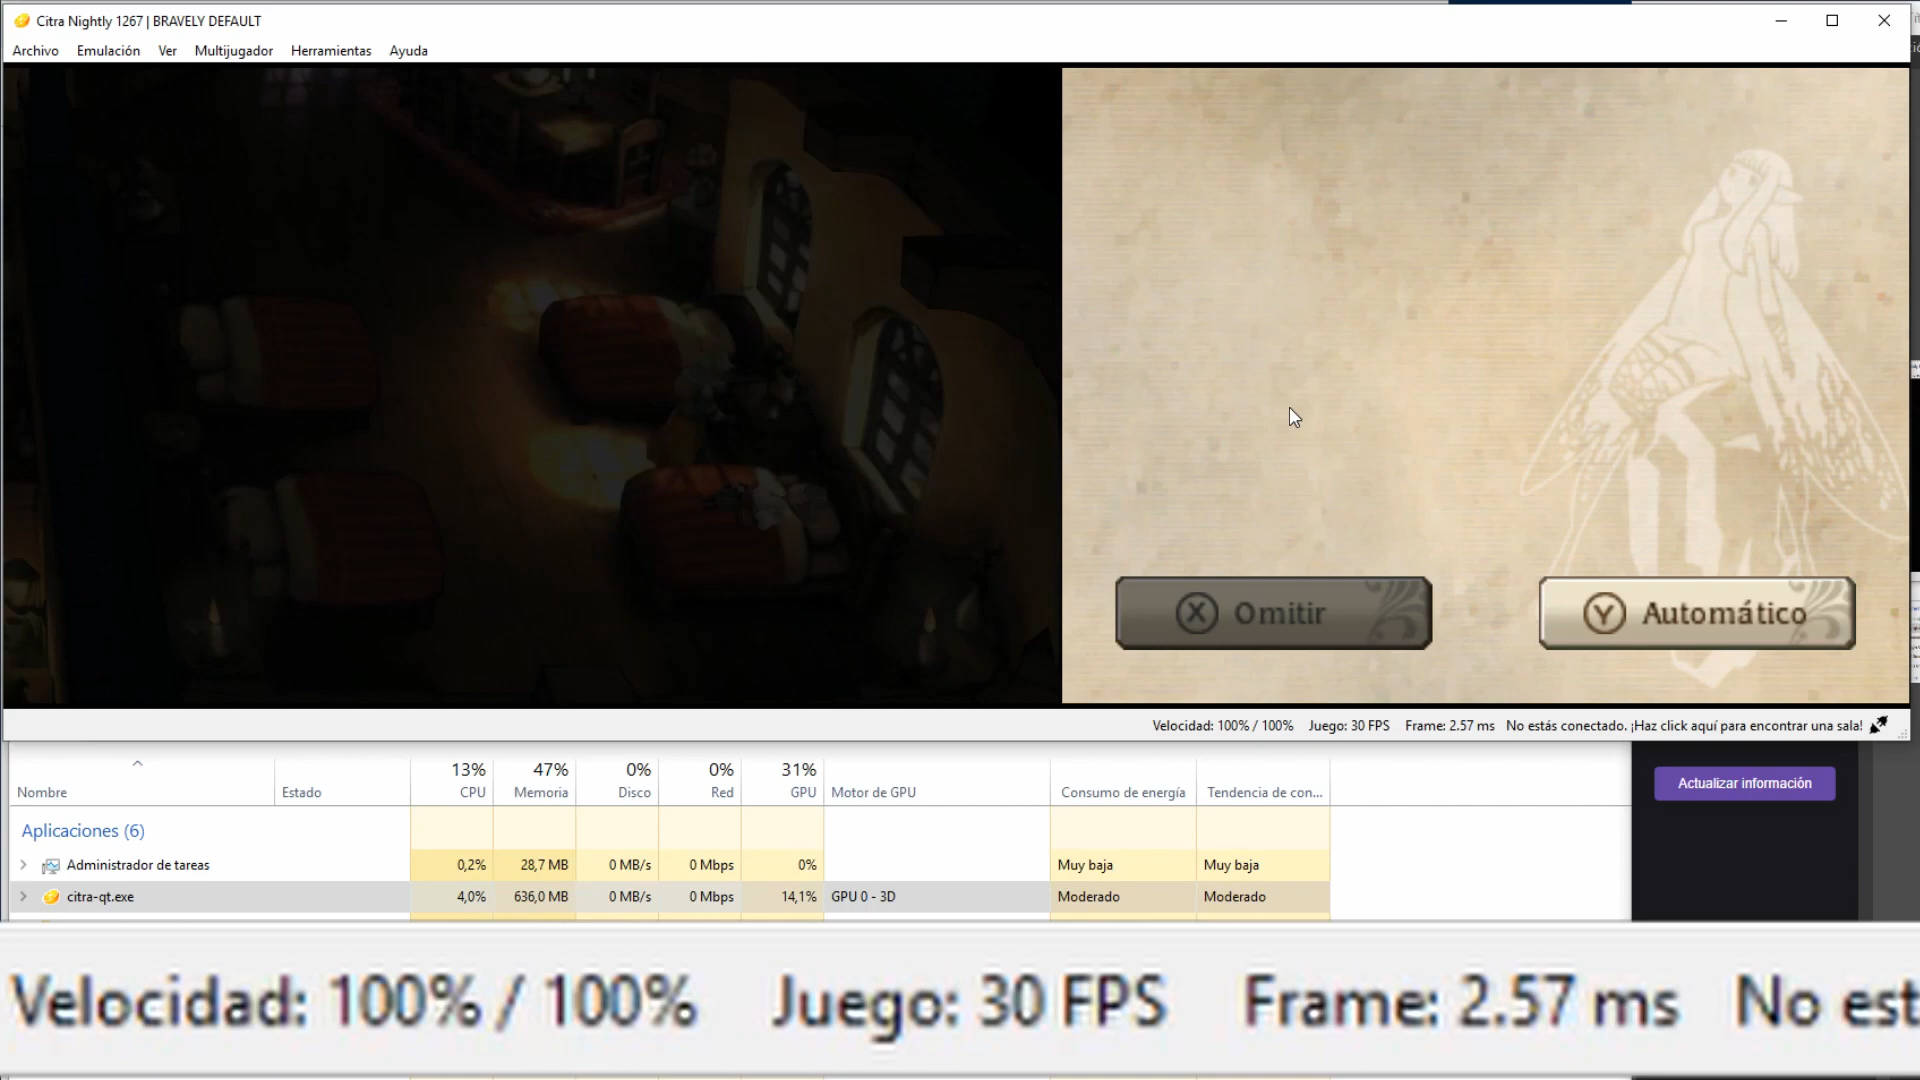 Citra Nightly 1267 | BRAVELY DEFAULT
Archivo Emulación Ver Multijugador Herramientas Ayuda
X Omitir
Y Automático
Velocidad: 100% / 100% Juego: 30 FPS Frame: 2.57 ms No estás conectado. ¡Haz click aquí para encontrar una sala!
13% 47% 0% 0% 31%
Nombre Estado CPU Memoria Disco Red GPU Motor de GPU Consumo de energía Tendencia de con...
Actualizar información
Aplicaciones (6)
Administrador de tareas 0,2% 28,7 MB 0 MB/s 0 Mbps 0% Muy baja Muy baja
citra-qt.exe 4,0% 636,0 MB 0 MB/s 0 Mbps 14,1% GPU 0 - 3D Moderado Moderado
Velocidad: 100% / 100% Juego: 30 FPS Frame: 2.57 ms No est